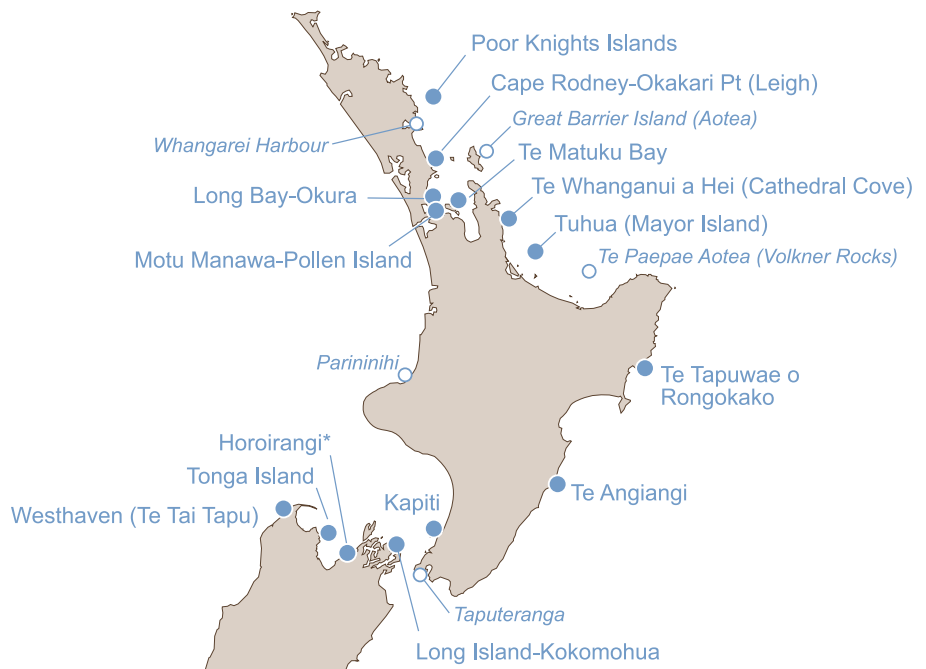 Poor Knights Islands
Cape Rodney-Okakari Pt (Leigh)
Great Barrier Island (Aotea)
Whangarei Harbour
Te Matuku Bay
Te Whanganui a Hei (Cathedral Cove)
Long Bay-Okura
Tuhua (Mayor Island)
Motu Manawa-Pollen Island
Te Paepae Aotea (Volkner Rocks)
Parininihi
Te Tapuwae o
Rongokako
Horoirangi*
Tonga Island
Te Angiangi
Kapiti
Westhaven (Te Tai Tapu)
Taputeranga
Long Island-Kokomohua